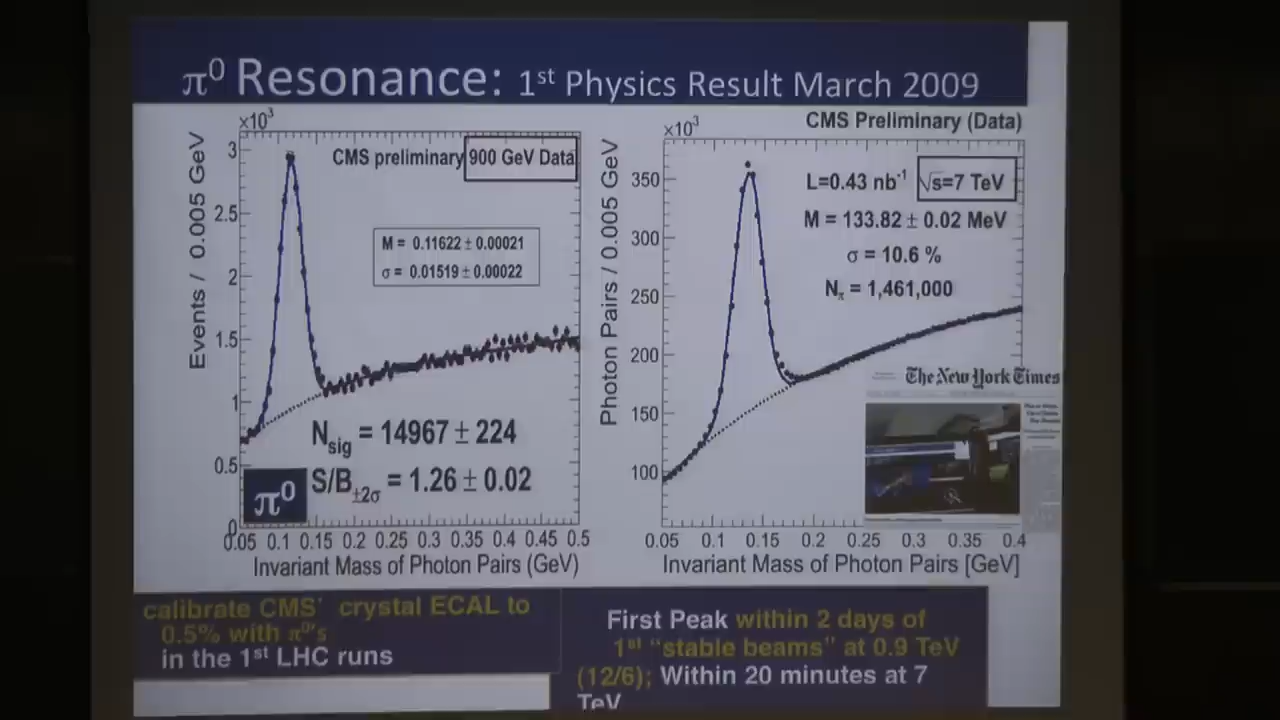 π⁰ Resonance: 1st Physics Result March 2009
×10³
Events / 0.005 GeV
3
2.5
2
1.5
1
0.5
0
CMS preliminary 900 GeV Data
M = 0.11622 ± 0.00021
σ = 0.01519 ± 0.00022
Nsig = 14967 ± 224
S/B±2σ = 1.26 ± 0.02
π⁰
0.05 0.1 0.15 0.2 0.25 0.3 0.35 0.4 0.45 0.5
Invariant Mass of Photon Pairs (GeV)
CMS Preliminary (Data)
×10³
Photon Pairs / 0.005 GeV
350
300
250
200
150
100
L=0.43 nb⁻¹ √s=7 TeV
M = 133.82 ± 0.02 MeV
σ = 10.6 %
Nπ = 1,461,000
The New York Times
0.05 0.1 0.15 0.2 0.25 0.3 0.35 0.4
Invariant Mass of Photon Pairs [GeV]
calibrate CMS' crystal ECAL to
0.5% with π⁰'s
in the 1st LHC runs
First Peak within 2 days of
1st "stable beams" at 0.9 TeV
(12/6); Within 20 minutes at 7
TeV